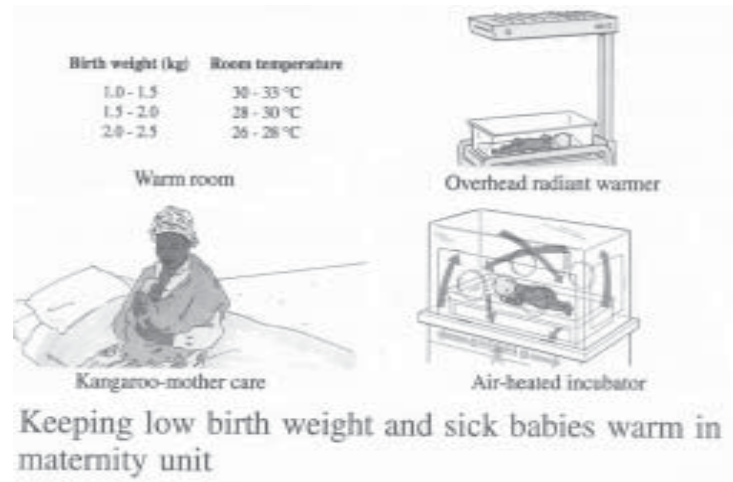 Birth weight (kg) Room temperature
1.0 - 1.5 30 - 33 °C
1.5 - 2.0 28 - 30 °C
2.0 - 2.5 26 - 28 °C
Warm room
Overhead radiant warmer
Kangaroo-mother care
Air-heated incubator
Keeping low birth weight and sick babies warm in
maternity unit